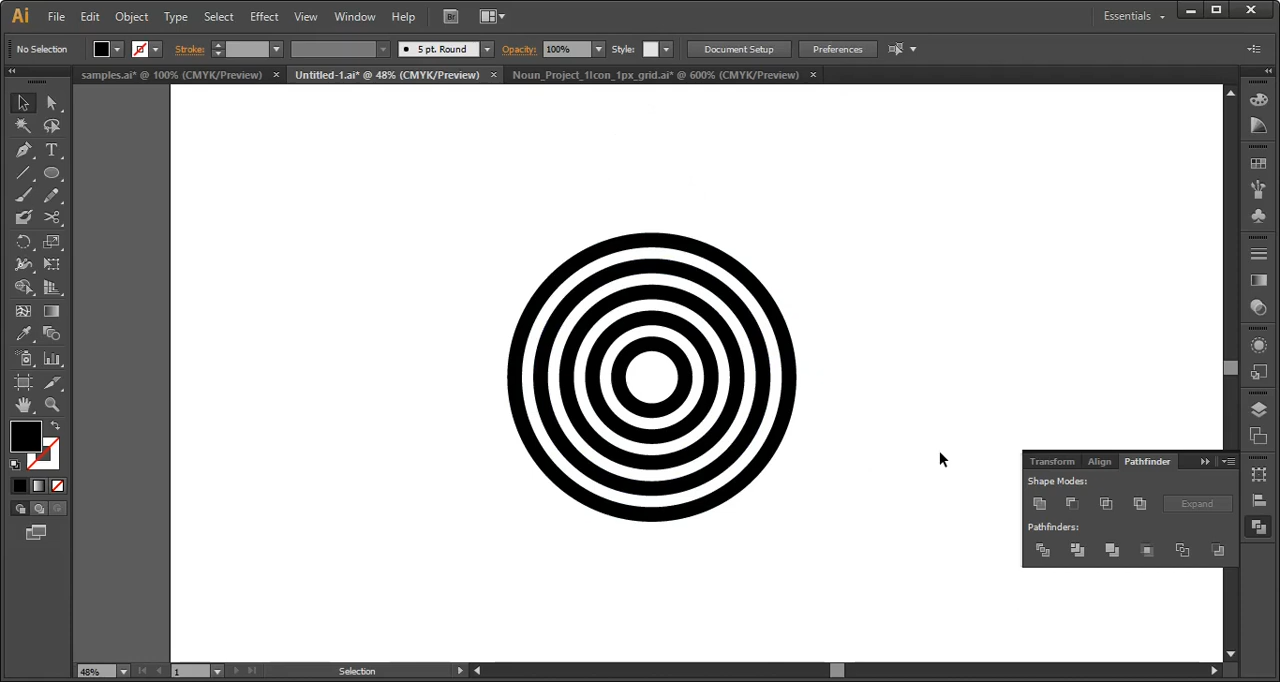 Ai File Edit Object Type Select Effect View Window Help Br Essentials
No Selection Stroke: 5 pt. Round Opacity: 100% Style: Document Setup Preferences
samples.ai* @ 100% (CMYK/Preview) × Untitled-1.ai* @ 48% (CMYK/Preview) × Noun_Project_1Icon_1px_grid.ai* @ 600% (CMYK/Preview) ×
T
Transform Align Pathfinder
Shape Modes:
Expand
Pathfinders:
48% 1 Selection